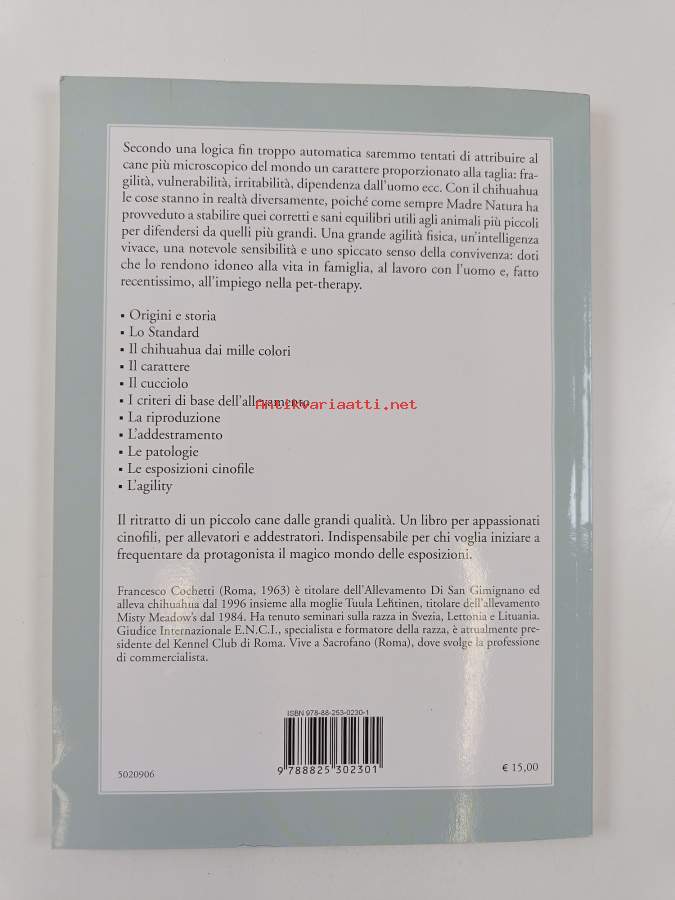 Secondo una logica fin troppo automatica saremmo tentati di attribuire al
cane più microscopico del mondo un carattere proporzionato alla taglia: fra-
gilità, vulnerabilità, irritabilità, dipendenza dall'uomo ecc. Con il chihuahua
le cose stanno in realtà diversamente, poiché come sempre Madre Natura ha
provveduto a stabilire quei corretti e sani equilibri utili agli animali più piccoli
per difendersi da quelli più grandi. Una grande agilità fisica, un'intelligenza
vivace, una notevole sensibilità e uno spiccato senso della convivenza: doti
che lo rendono idoneo alla vita in famiglia, al lavoro con l'uomo e, fatto
recentissimo, all'impiego nella pet-therapy.
▪ Origini e storia
▪ Lo Standard
▪ Il chihuahua dai mille colori
▪ Il carattere
▪ Il cucciolo
▪ I criteri di base dell'allevamento
Antikvariaatti.net
▪ La riproduzione
▪ L'addestramento
▪ Le patologie
▪ Le esposizioni cinofile
▪ L'agility
Il ritratto di un piccolo cane dalle grandi qualità. Un libro per appassionati
cinofili, per allevatori e addestratori. Indispensabile per chi voglia iniziare a
frequentare da protagonista il magico mondo delle esposizioni.
Francesco Cochetti (Roma, 1963) è titolare dell'Allevamento Di San Gimignano ed
alleva chihuahua dal 1996 insieme alla moglie Tuula Lehtinen, titolare dell'allevamento
Misty Meadow's dal 1984. Ha tenuto seminari sulla razza in Svezia, Lettonia e Lituania.
Giudice Internazionale E.N.C.I., specialista e formatore della razza, è attualmente pre-
sidente del Kennel Club di Roma. Vive a Sacrofano (Roma), dove svolge la professione
di commercialista.
ISBN 978-88-253-0230-1
9 788825 302301
5020906
€ 15,00